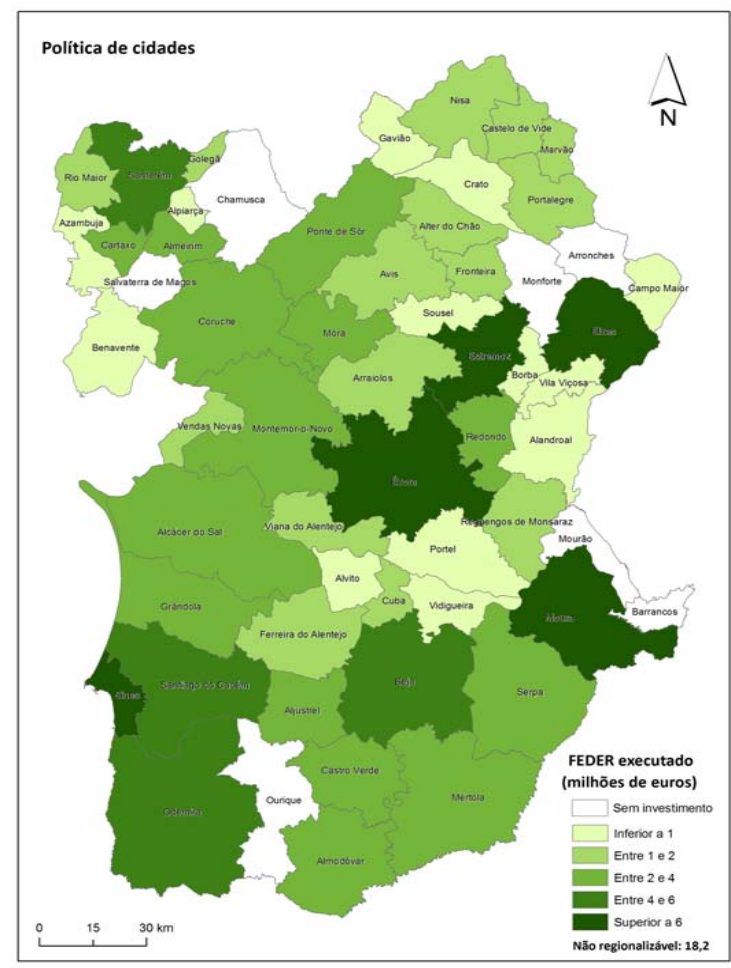 Política de cidades
N
Nisa
Castelo de Vide
Gavião
Marvão
Golegã
Santarém
Rio Maior
Crato
Chamusca
Portalegre
Alpiarça
Azambuja
Alter do Chão
Ponte de Sôr
Cartaxo
Almeirim
Arronches
Avis
Fronteira
Salvaterra de Magos
Monforte
Campo Maior
Sousel
Coruche
Mora
Elvas
Benavente
Estremoz
Borba
Arraiolos
Vila Viçosa
Vendas Novas
Montemor-o-Novo
Redondo
Alandroal
Évora
Reguengos de Monsaraz
Viana do Alentejo
Alcácer do Sal
Mourão
Portel
Alvito
Cuba
Vidigueira
Grândola
Barrancos
Moura
Ferreira do Alentejo
Beja
Santiago do Cacém
Sines
Serpa
Aljustrel
Castro Verde
Mértola
Ourique
Odemira
Almodôvar
FEDER executado
(milhões de euros)
Sem investimento
Inferior a 1
Entre 1 e 2
Entre 2 e 4
Entre 4 e 6
Superior a 6
Não regionalizável: 18,2
0 15 30 km